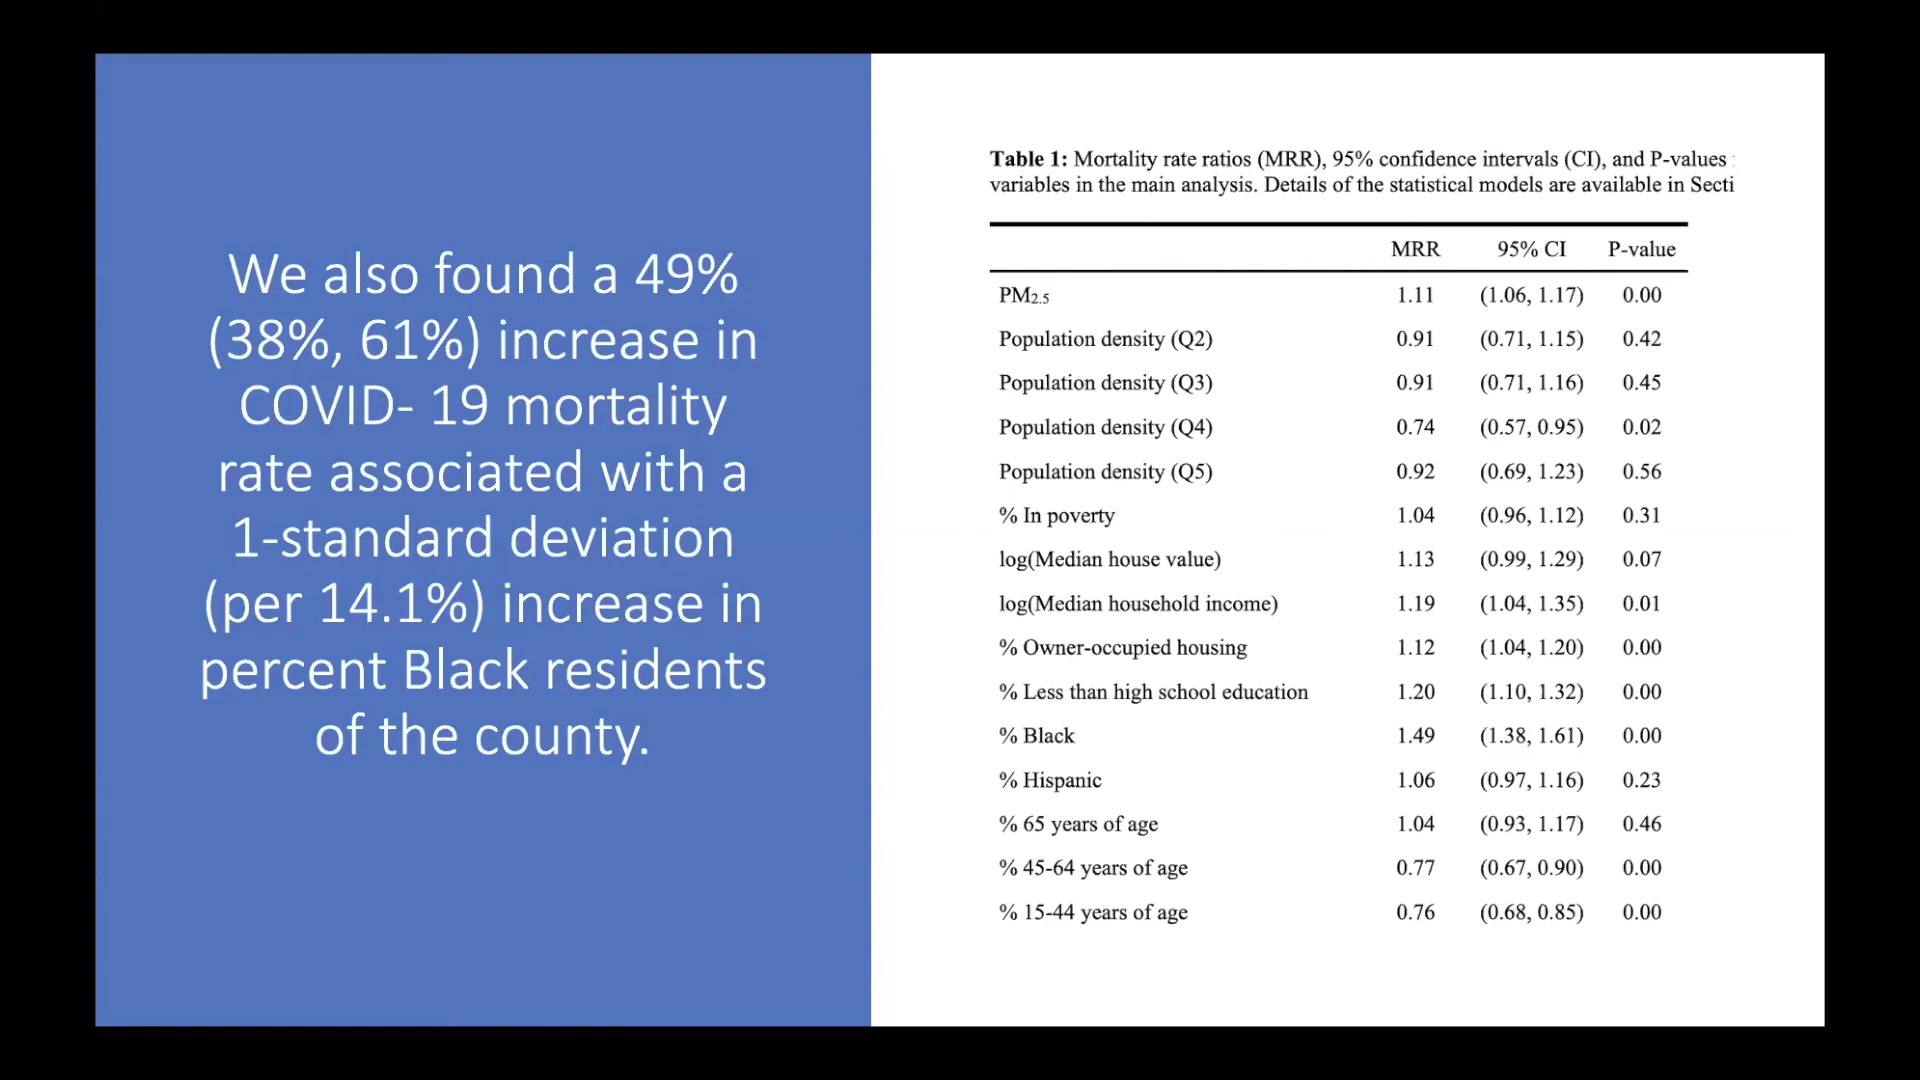 We also found a 49%
(38%, 61%) increase in
COVID- 19 mortality
rate associated with a
1-standard deviation
(per 14.1%) increase in
percent Black residents
of the county.
Table 1: Mortality rate ratios (MRR), 95% confidence intervals (CI), and P-values
variables in the main analysis. Details of the statistical models are available in Secti
MRR 95% CI P-value
PM2.5 1.11 (1.06, 1.17) 0.00
Population density (Q2) 0.91 (0.71, 1.15) 0.42
Population density (Q3) 0.91 (0.71, 1.16) 0.45
Population density (Q4) 0.74 (0.57, 0.95) 0.02
Population density (Q5) 0.92 (0.69, 1.23) 0.56
% In poverty 1.04 (0.96, 1.12) 0.31
log(Median house value) 1.13 (0.99, 1.29) 0.07
log(Median household income) 1.19 (1.04, 1.35) 0.01
% Owner-occupied housing 1.12 (1.04, 1.20) 0.00
% Less than high school education 1.20 (1.10, 1.32) 0.00
% Black 1.49 (1.38, 1.61) 0.00
% Hispanic 1.06 (0.97, 1.16) 0.23
% 65 years of age 1.04 (0.93, 1.17) 0.46
% 45-64 years of age 0.77 (0.67, 0.90) 0.00
% 15-44 years of age 0.76 (0.68, 0.85) 0.00